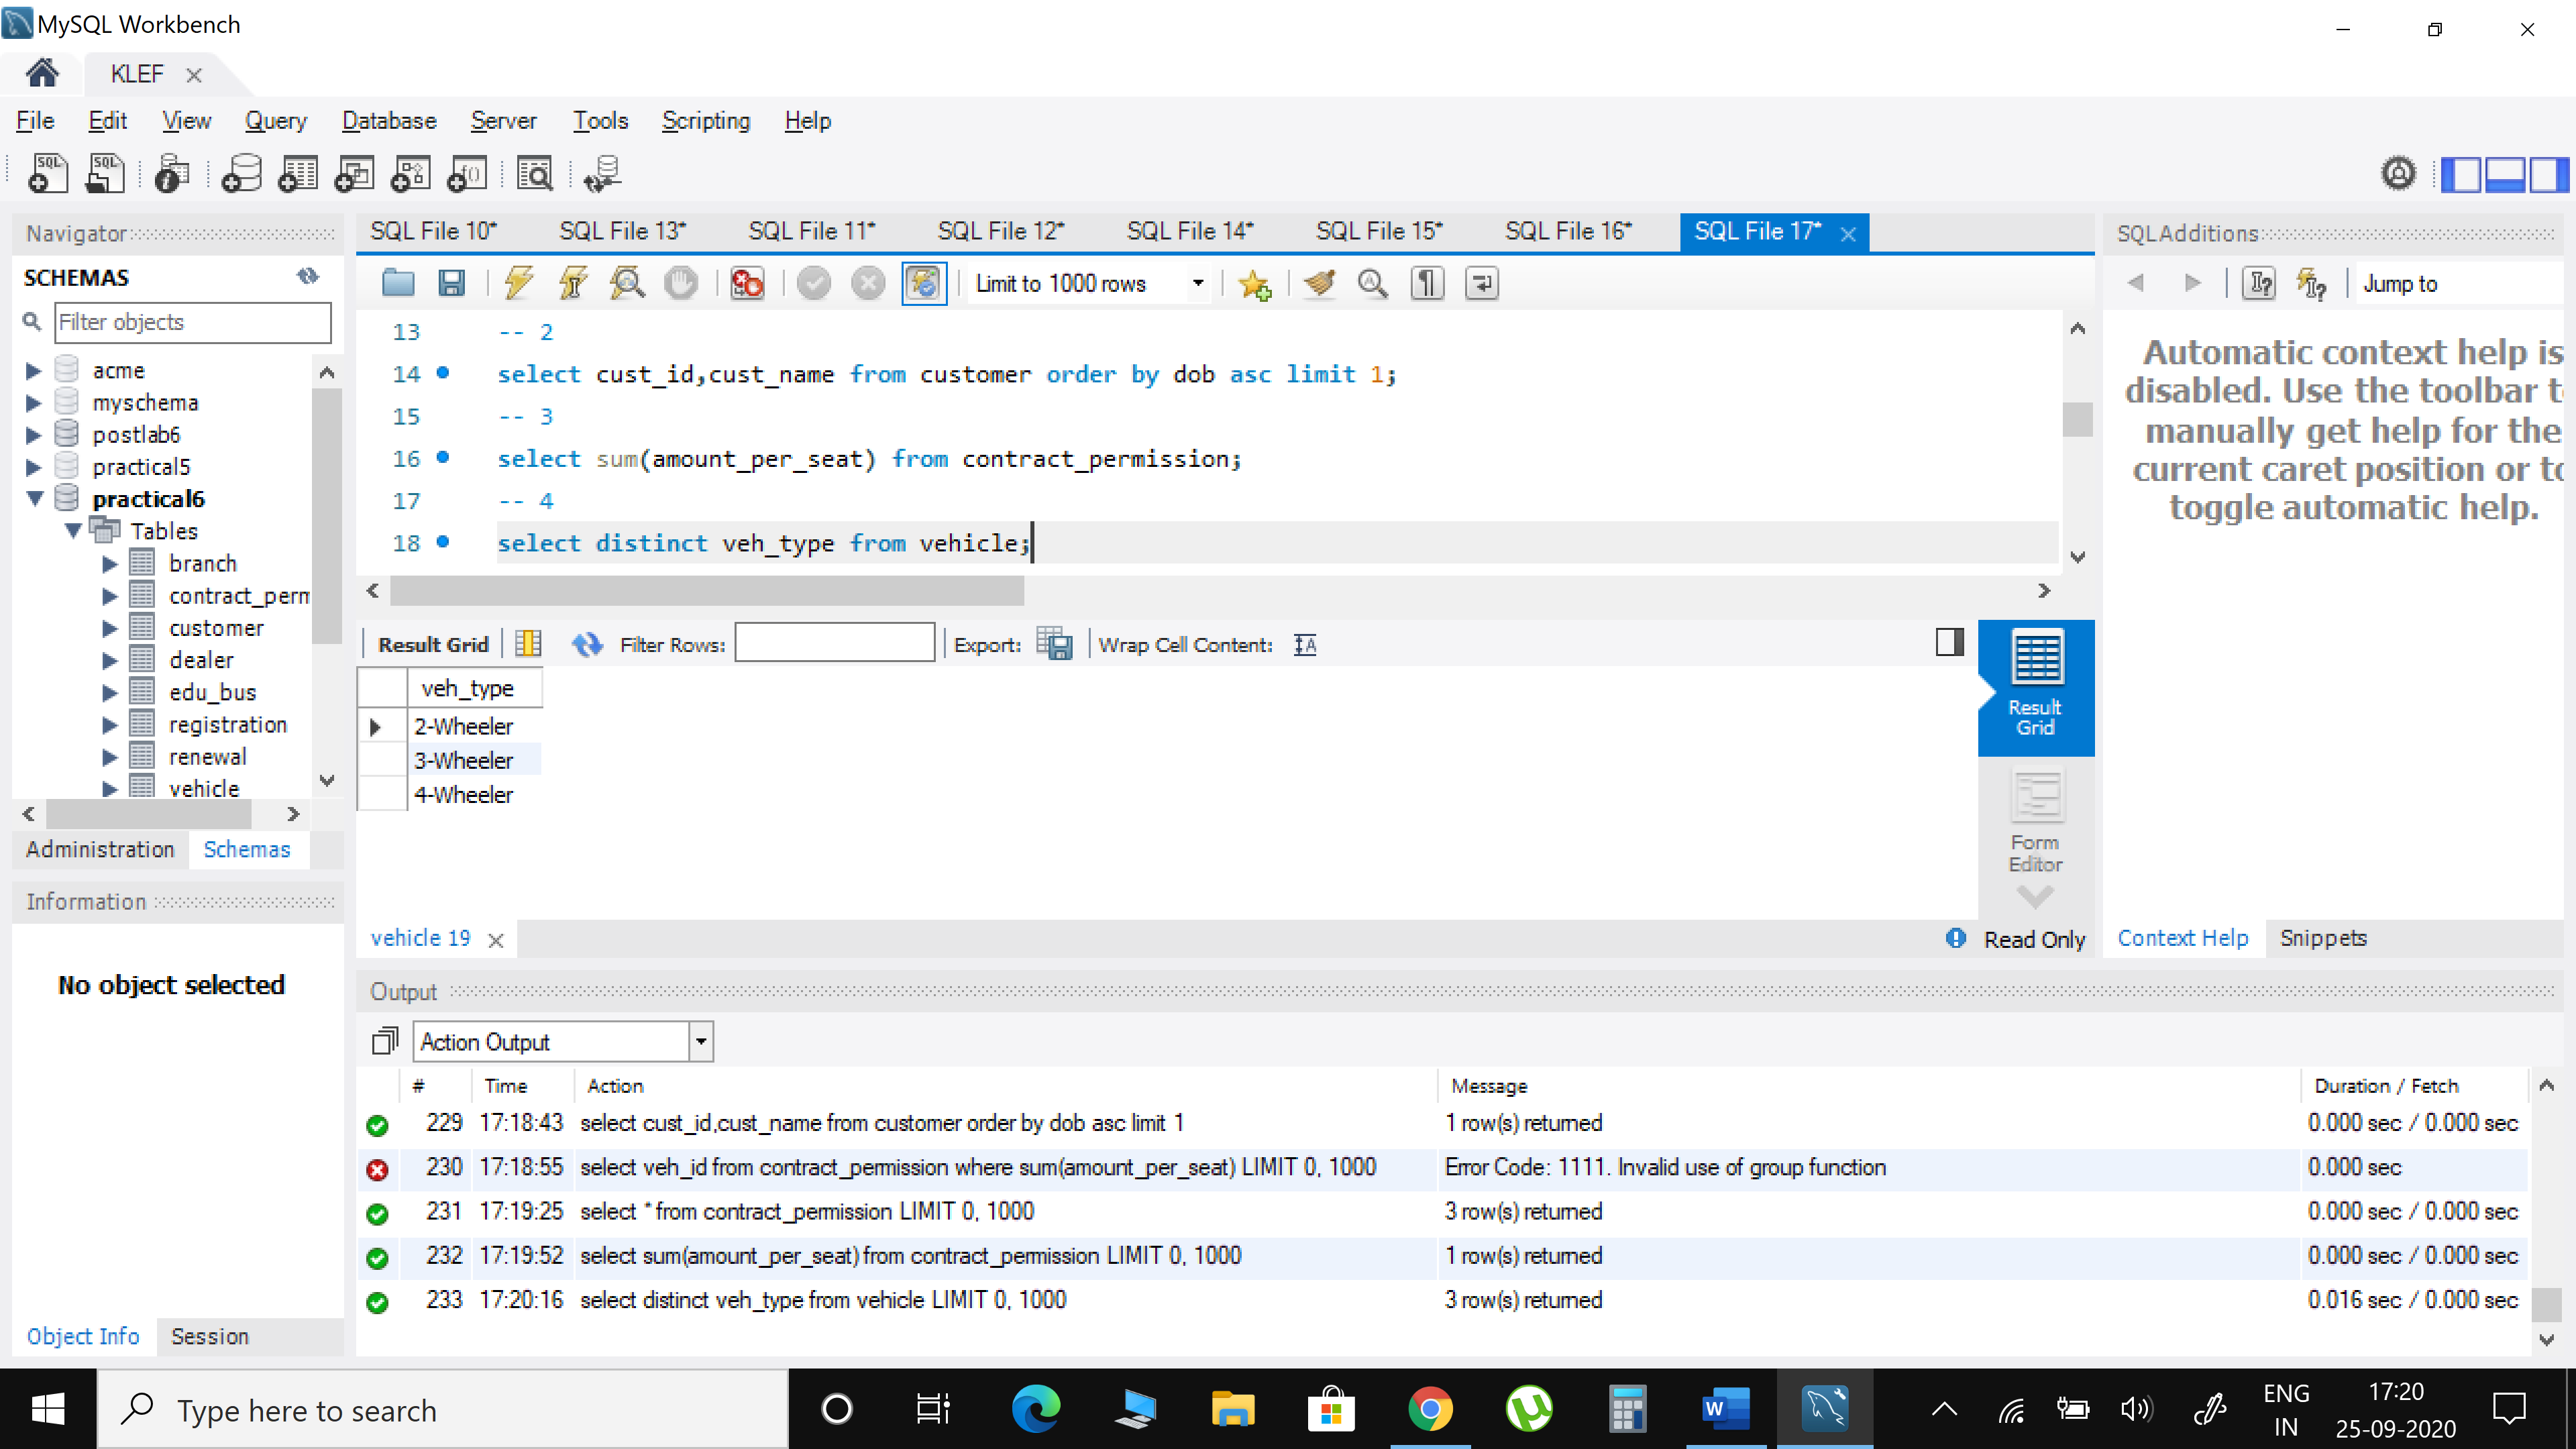 MySQL Workbench
KLEF
File Edit View Query Database Server Tools Scripting Help
Navigator
SCHEMAS
Filter objects
acme
myschema
postlab6
practical5
practical6
Tables
branch
contract_perm
customer
dealer
edu_bus
registration
renewal
vehicle
Administration Schemas
Information
No object selected
Object Info Session
SQL File 10* SQL File 13* SQL File 11* SQL File 12* SQL File 14* SQL File 15* SQL File 16* SQL File 17*
Limit to 1000 rows
13 -- 2
14 select cust_id,cust_name from customer order by dob asc limit 1;
15 -- 3
16 select sum(amount_per_seat) from contract_permission;
17 -- 4
18 select distinct veh_type from vehicle;
Result Grid Filter Rows: Export: Wrap Cell Content:
veh_type
2-Wheeler
3-Wheeler
4-Wheeler
Result
Grid
Form
Editor
vehicle 19
Read Only
SQLAdditions
Jump to
Automatic context help is
disabled. Use the toolbar t
manually get help for the
current caret position or to
toggle automatic help.
Context Help Snippets
Output
Action Output
# Time Action Message Duration / Fetch
229 17:18:43 select cust_id,cust_name from customer order by dob asc limit 1 1 row(s) returned 0.000 sec / 0.000 sec
230 17:18:55 select veh_id from contract_permission where sum(amount_per_seat) LIMIT 0, 1000 Error Code: 1111. Invalid use of group function 0.000 sec
231 17:19:25 select * from contract_permission LIMIT 0, 1000 3 row(s) returned 0.000 sec / 0.000 sec
232 17:19:52 select sum(amount_per_seat) from contract_permission LIMIT 0, 1000 1 row(s) returned 0.000 sec / 0.000 sec
233 17:20:16 select distinct veh_type from vehicle LIMIT 0, 1000 3 row(s) returned 0.016 sec / 0.000 sec
Type here to search
ENG
IN
17:20
25-09-2020